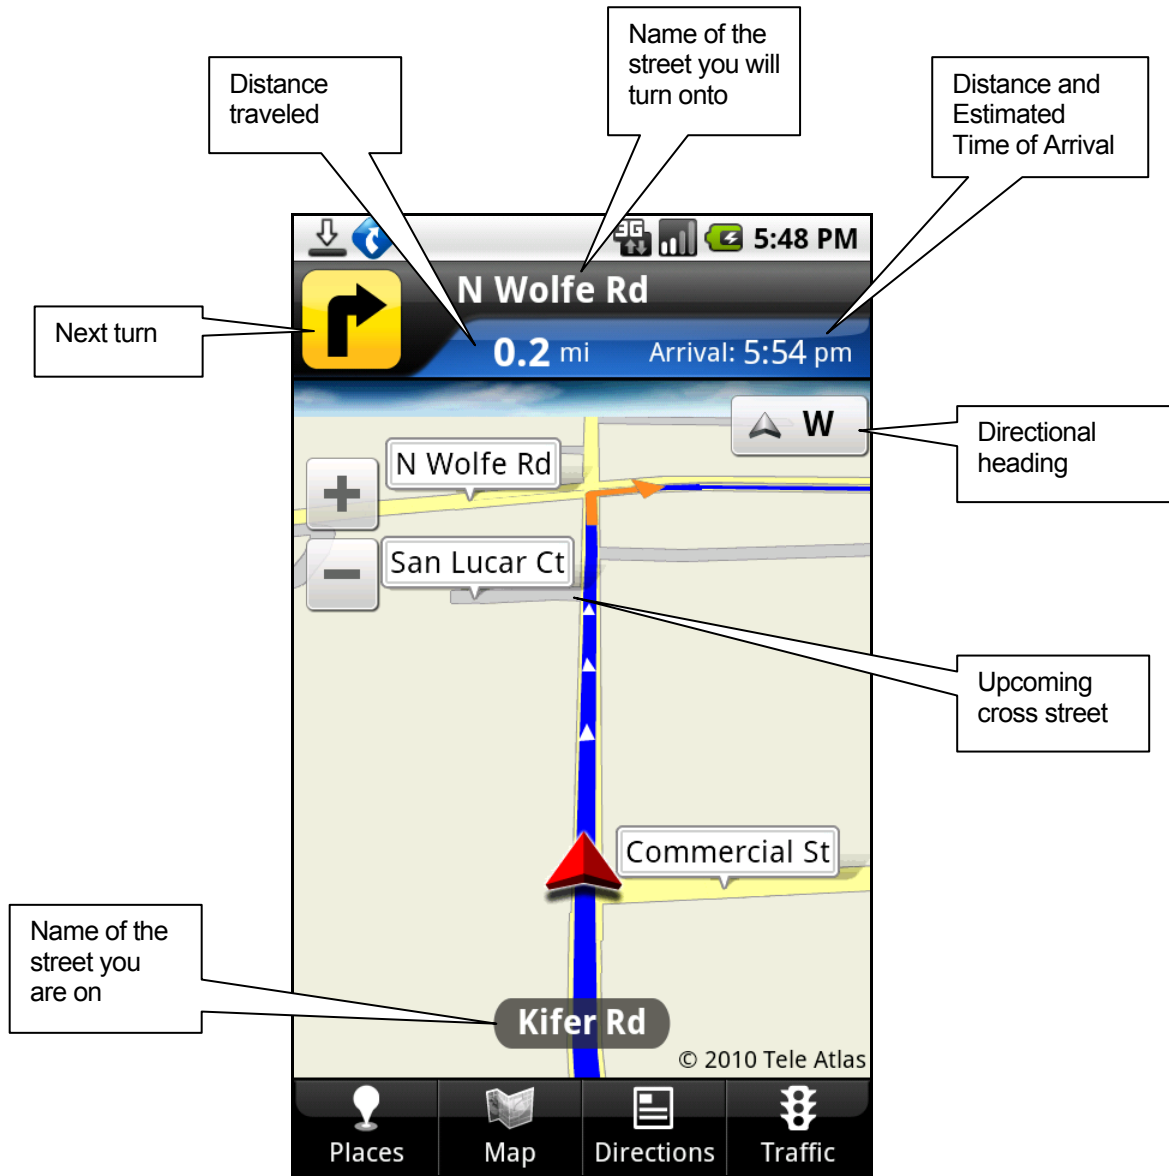 Name of the
street you will
turn onto
Distance
traveled
Distance and
Estimated
Time of Arrival
3G
5:48 PM
N Wolfe Rd
Next turn
0.2 mi
Arrival: 5:54 pm
W
Directional
heading
N Wolfe Rd
+
San Lucar Ct
−
Upcoming
cross street
Commercial St
Name of the
street you
are on
Kifer Rd
© 2010 Tele Atlas
Places
Map
Directions
Traffic